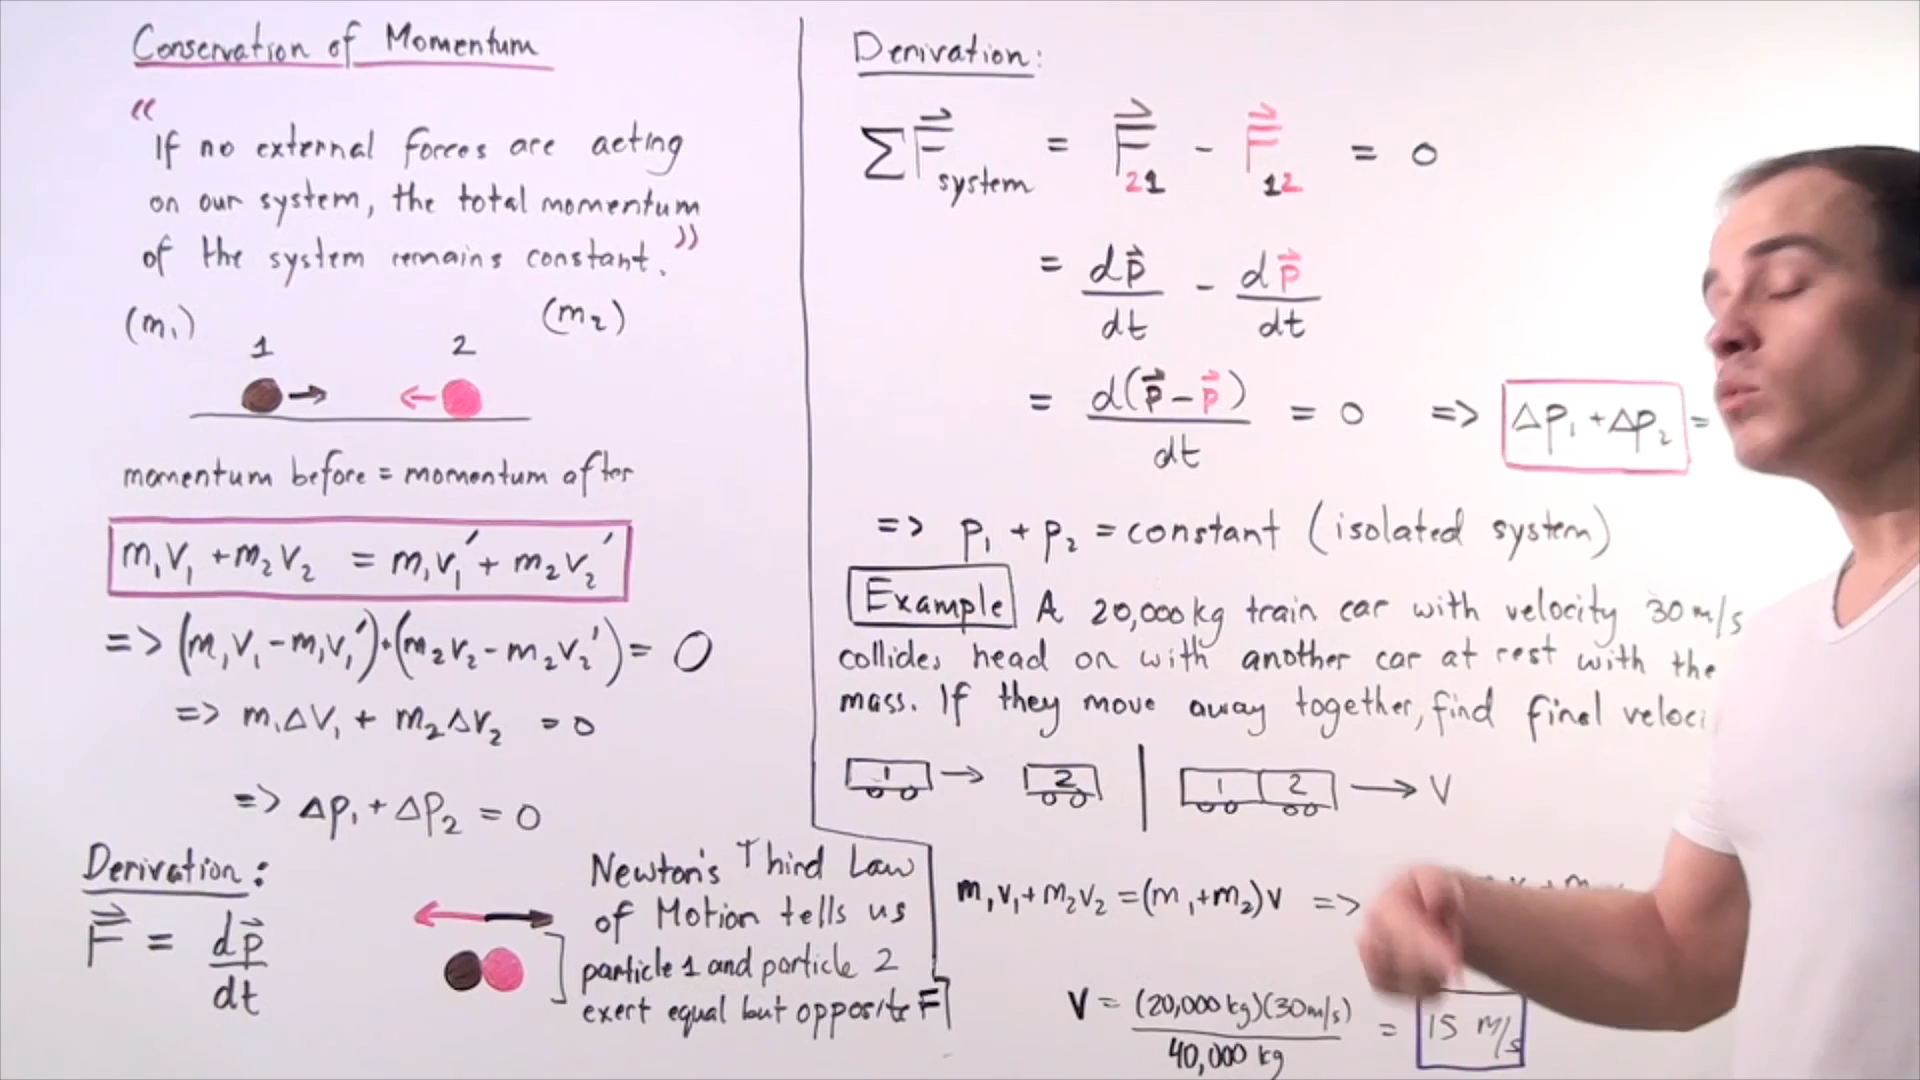 Conservation of Momentum
"If no external forces are acting
on our system, the total momentum
of the system remains constant."
(m₁) (m₂)
1 2
momentum before = momentum after
m₁v₁ + m₂v₂ = m₁v₁' + m₂v₂'
=> (m₁v₁ - m₁v₁') + (m₂v₂ - m₂v₂') = 0
=> m₁Δv₁ + m₂Δv₂ = 0
=> Δp₁ + Δp₂ = 0
Derivation:
F⃗ = dp⃗/dt
Newton's Third Law
of Motion tells us
particle 1 and particle 2
exert equal but opposite F
Derivation:
ΣF⃗system = F⃗21 - F⃗12 = 0
= dp⃗/dt - dp⃗/dt
= d(p⃗-p⃗)/dt = 0 => Δp₁ + Δp₂ =
=> p₁ + p₂ = constant (isolated system)
Example A 20,000kg train car with velocity 30m/s
collides head on with another car at rest with the
mass. If they move away together, find final
1 → 2 | 1 2 → V
m₁v₁+m₂v₂=(m₁+m₂)v =>
V = (20,000 kg)(30m/s)/40,000 kg = 15 m/s